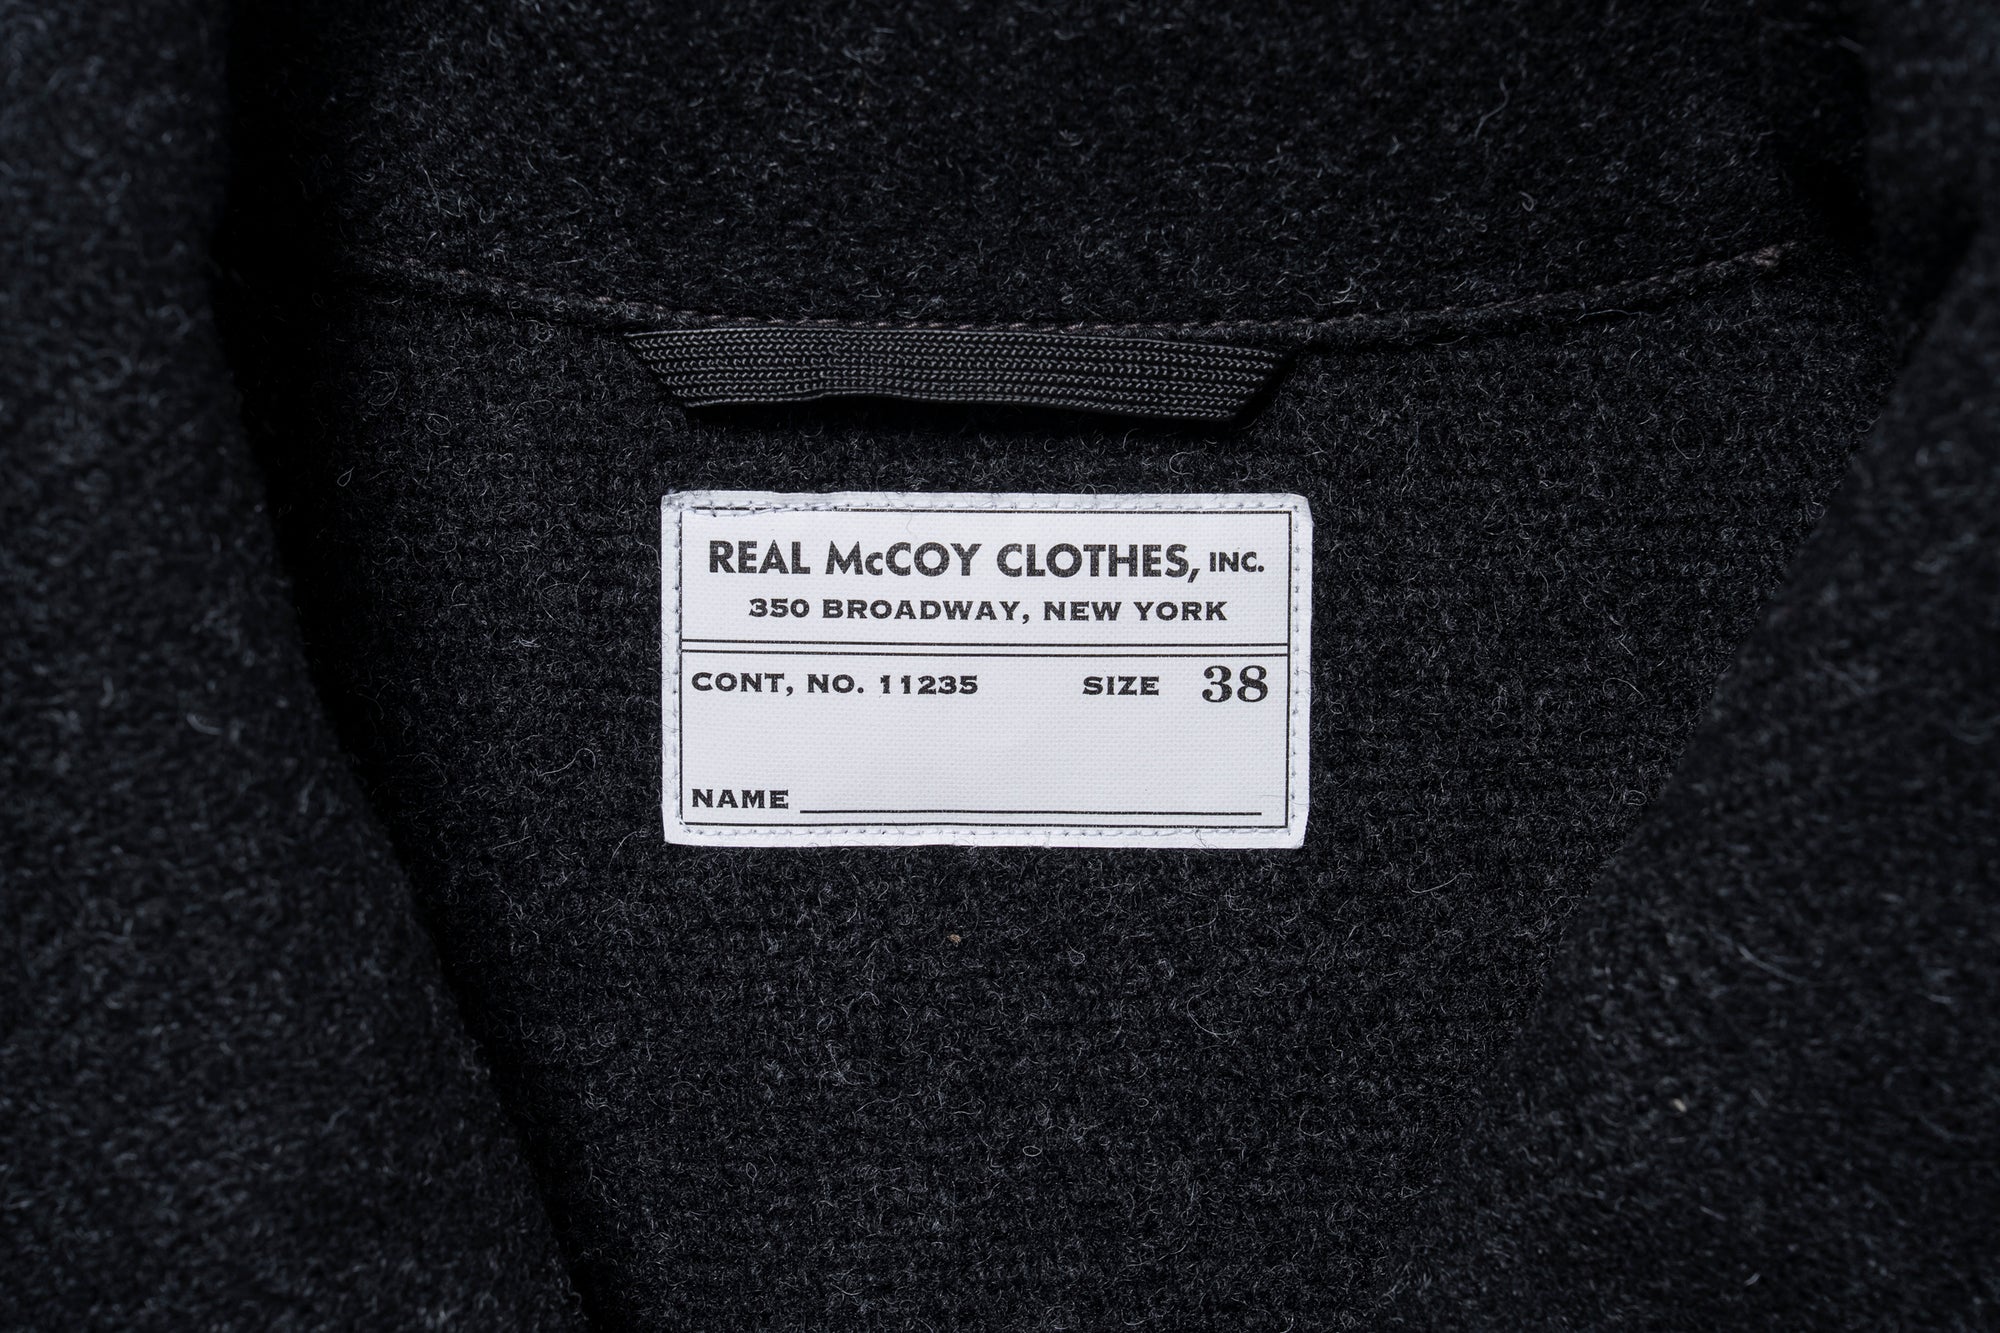 REAL McCOY CLOTHES, INC.
350 BROADWAY, NEW YORK
CONT, NO. 11235 SIZE 38
NAME